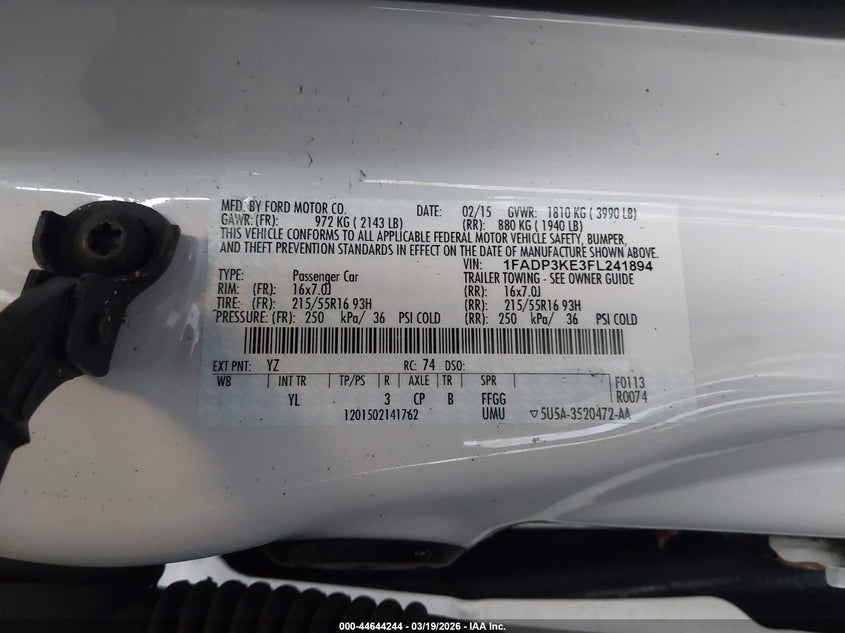 MFD. BY FORD MOTOR CO. DATE: 02/15 GVWR: 1810 KG ( 3990 LB)
GAWR:(FR): 972 KG ( 2143 LB) (RR): 880 KG ( 1940 LB)
THIS VEHICLE CONFORMS TO ALL APPLICABLE FEDERAL MOTOR VEHICLE SAFETY, BUMPER,
AND THEFT PREVENTION STANDARDS IN EFFECT ON THE DATE OF MANUFACTURE SHOWN ABOVE.
VIN: 1FADP3KE3FL241894
TYPE: Passenger Car TRAILER TOWING - SEE OWNER GUIDE
RIM: (FR): 16x7.0J (RR): 16x7.0J
TIRE: (FR): 215/55R16 93H (RR): 215/55R16 93H
PRESSURE: (FR): 250 kPa/ 36 PSI COLD (RR): 250 kPa/ 36 PSI COLD
EXT PNT: YZ RC: 74 DSO:
WB INT TR TP/PS R AXLE TR SPR F0113
YL 3 CP B FFGG R0074
1201502141762 UMU ▽5U5A-3520472-AA
000-44644244 | 03/19/2026 - IAA Inc.